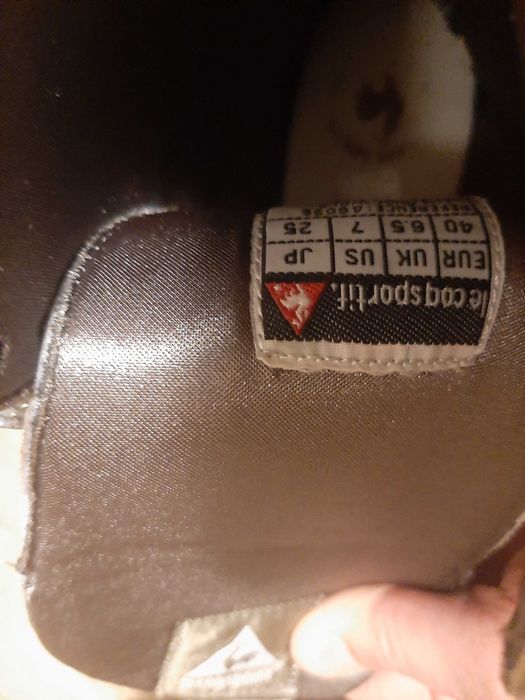 le coq sportif.
EUR UK US JP
40 6.5 7 25